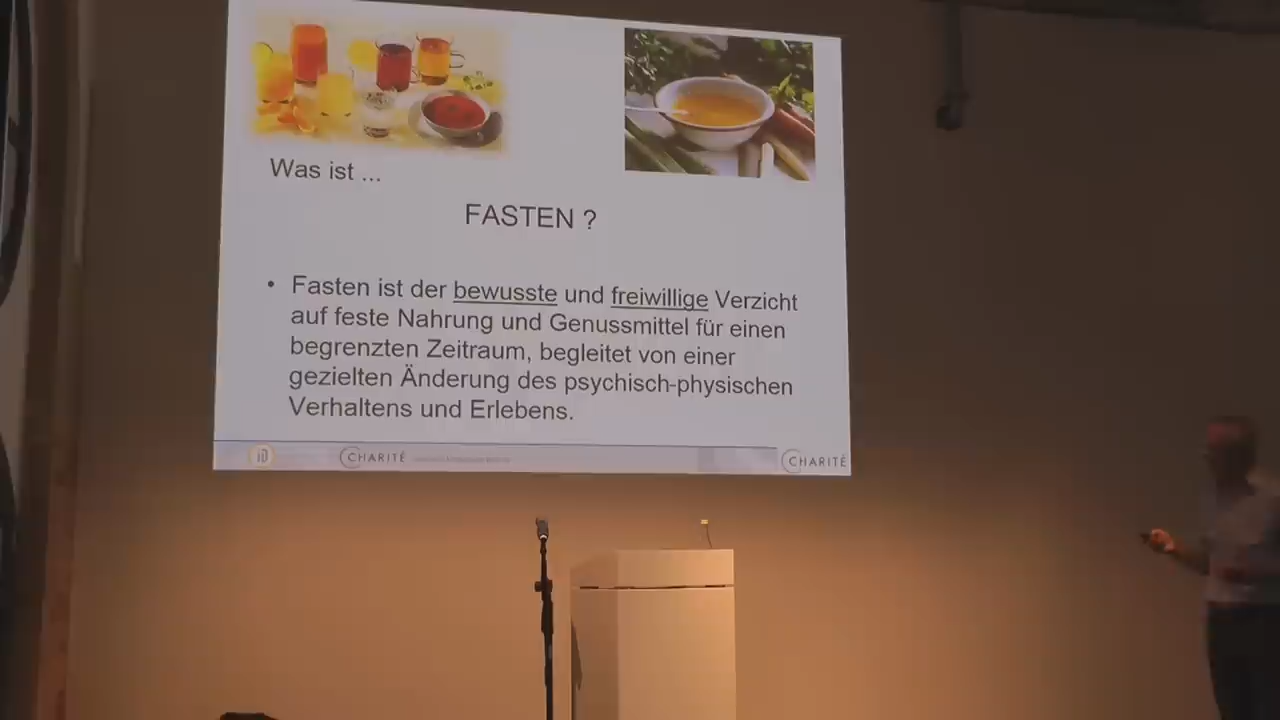 Was ist ...
FASTEN ?
• Fasten ist der bewusste und freiwillige Verzicht
auf feste Nahrung und Genussmittel für einen
begrenzten Zeitraum, begleitet von einer
gezielten Änderung des psychisch-physischen
Verhaltens und Erlebens.
CHARITÉ
CHARITÉ